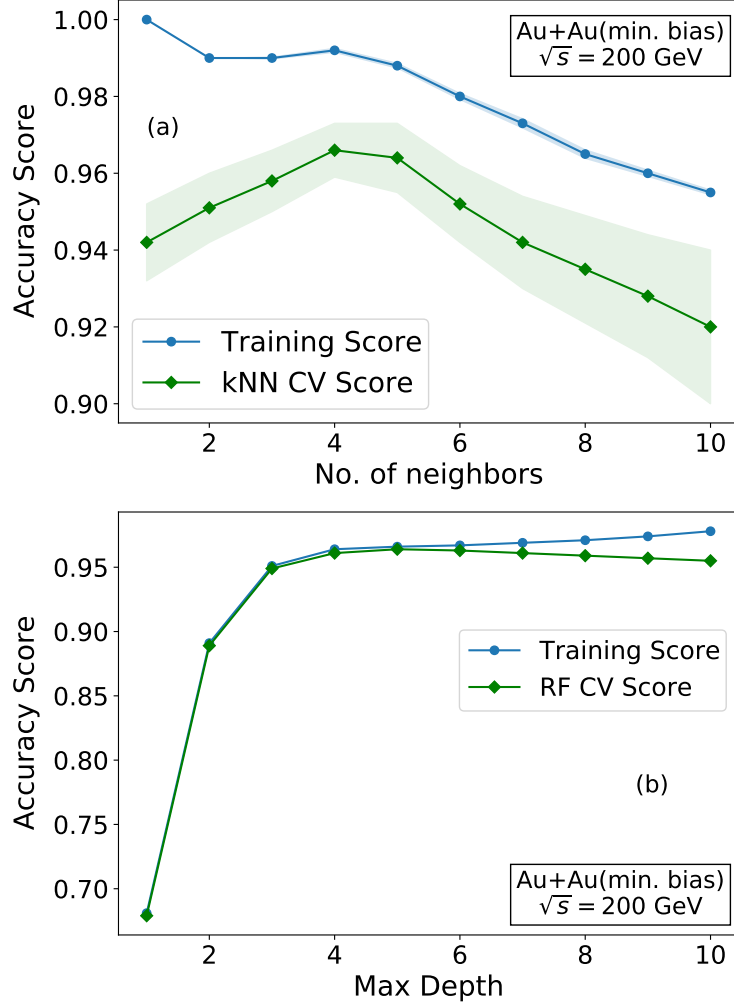 Accuracy Score
1.00
0.98
0.96
0.94
0.92
0.90
Au+Au(min. bias)
√s = 200 GeV
(a)
Training Score
kNN CV Score
2 4 6 8 10
No. of neighbors
Accuracy Score
0.95
0.90
0.85
0.80
0.75
0.70
Training Score
RF CV Score
(b)
Au+Au(min. bias)
√s = 200 GeV
2 4 6 8 10
Max Depth